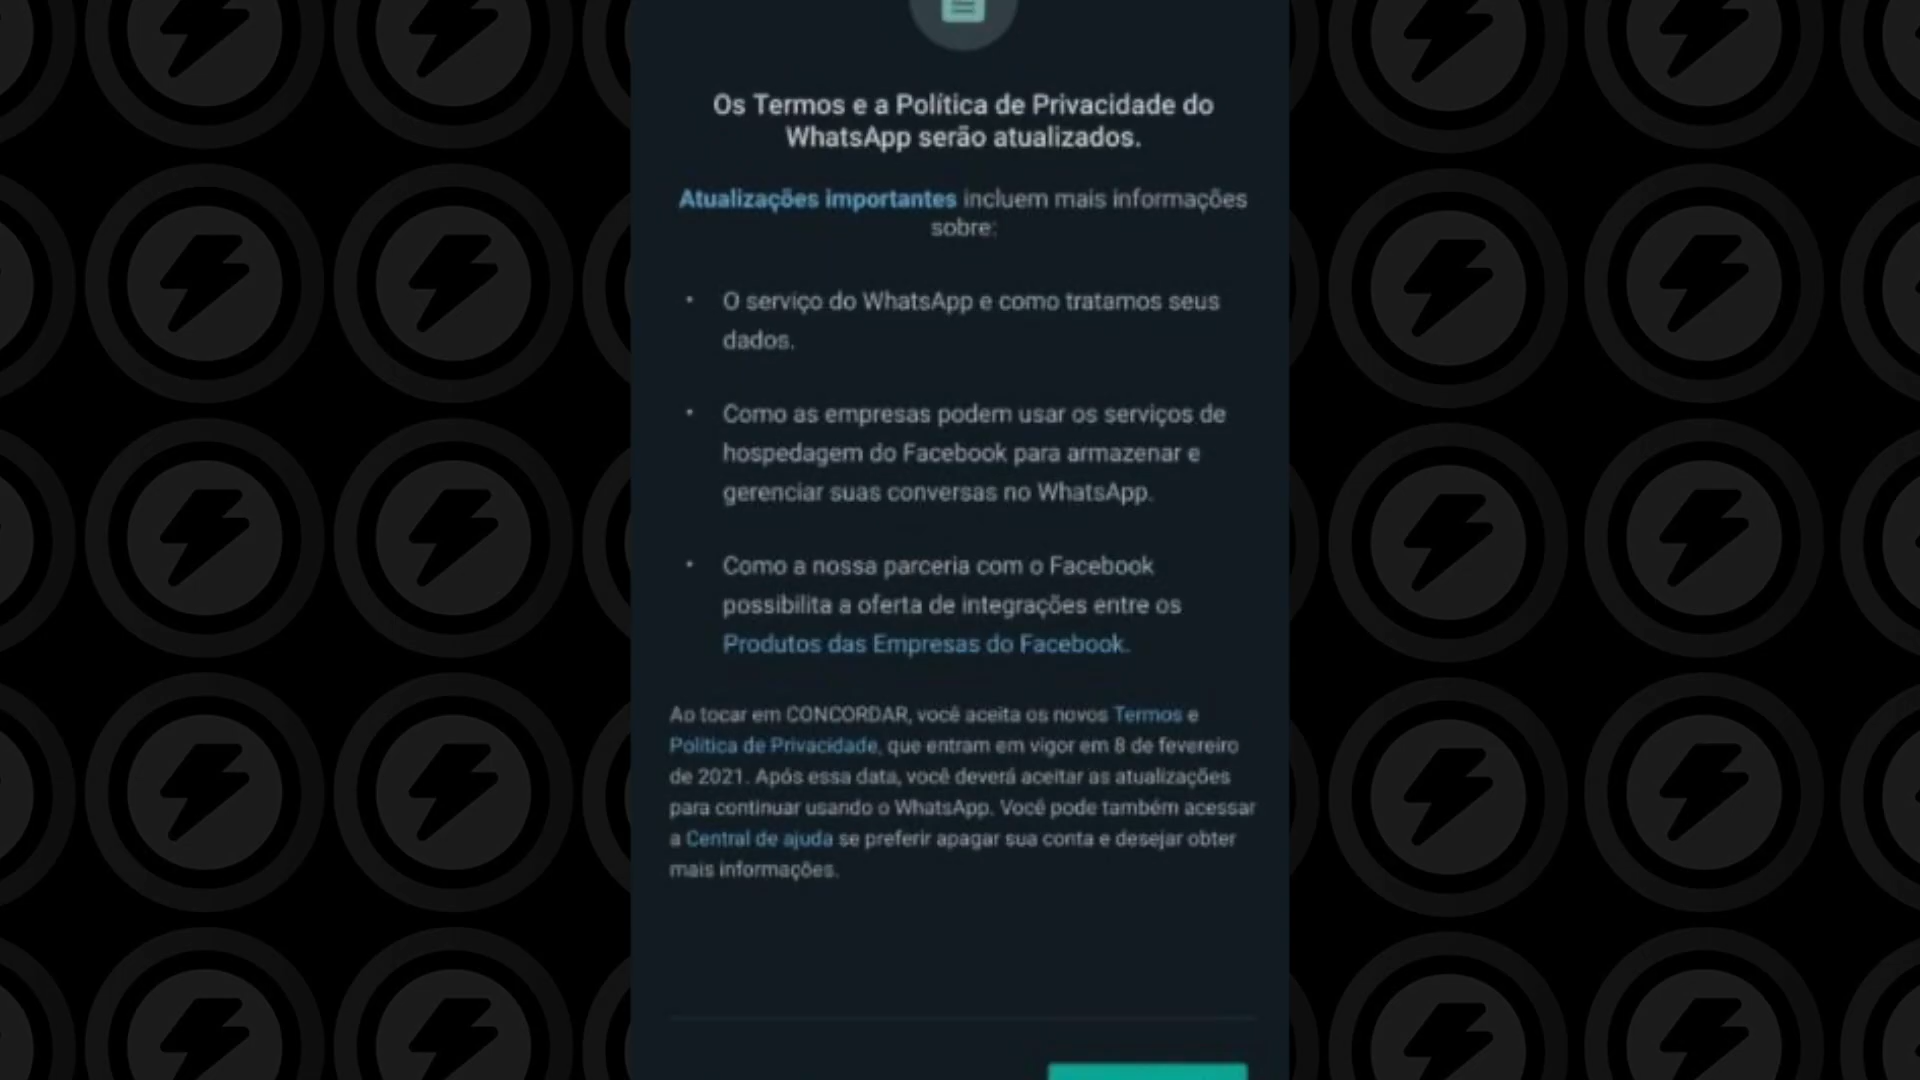 Os Termos e a Política de Privacidade do
WhatsApp serão atualizados.
Atualizações importantes incluem mais informações
sobre:
• O serviço do WhatsApp e como tratamos seus
dados.
• Como as empresas podem usar os serviços de
hospedagem do Facebook para armazenar e
gerenciar suas conversas no WhatsApp.
• Como a nossa parceria com o Facebook
possibilita a oferta de integrações entre os
Produtos das Empresas do Facebook.
Ao tocar em CONCORDAR, você aceita os novos Termos e
Política de Privacidade, que entram em vigor em 8 de fevereiro
de 2021. Após essa data, você deverá aceitar as atualizações
para continuar usando o WhatsApp. Você pode também acessar
a Central de ajuda se preferir apagar sua conta e desejar obter
mais informações.